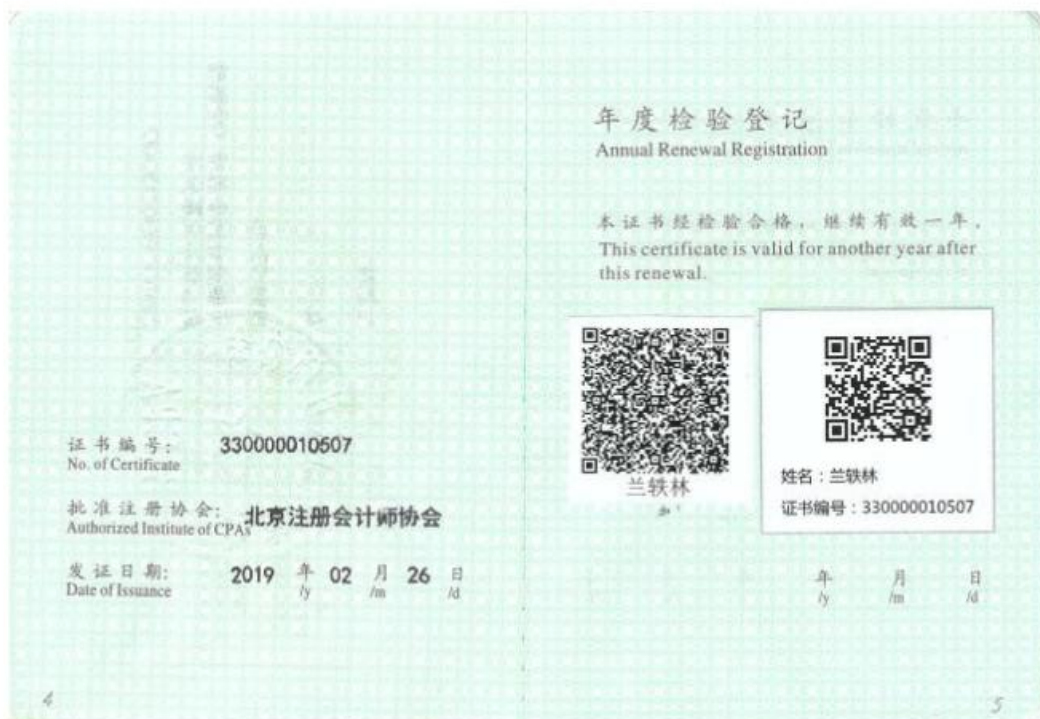 证书编号: 330000010507
No. of Certificate
批准注册协会: 北京注册会计师协会
Authorized Institute of CPAs
发证日期: 2019 年 02 月 26 日
Date of Issuance /y /m /d
4
年度检验登记
Annual Renewal Registration
本证书经检验合格，继续有效一年。
This certificate is valid for another year after
this renewal.
兰轶林
姓名：兰轶林
证书编号：330000010507
年 月 日
/y /m /d
5